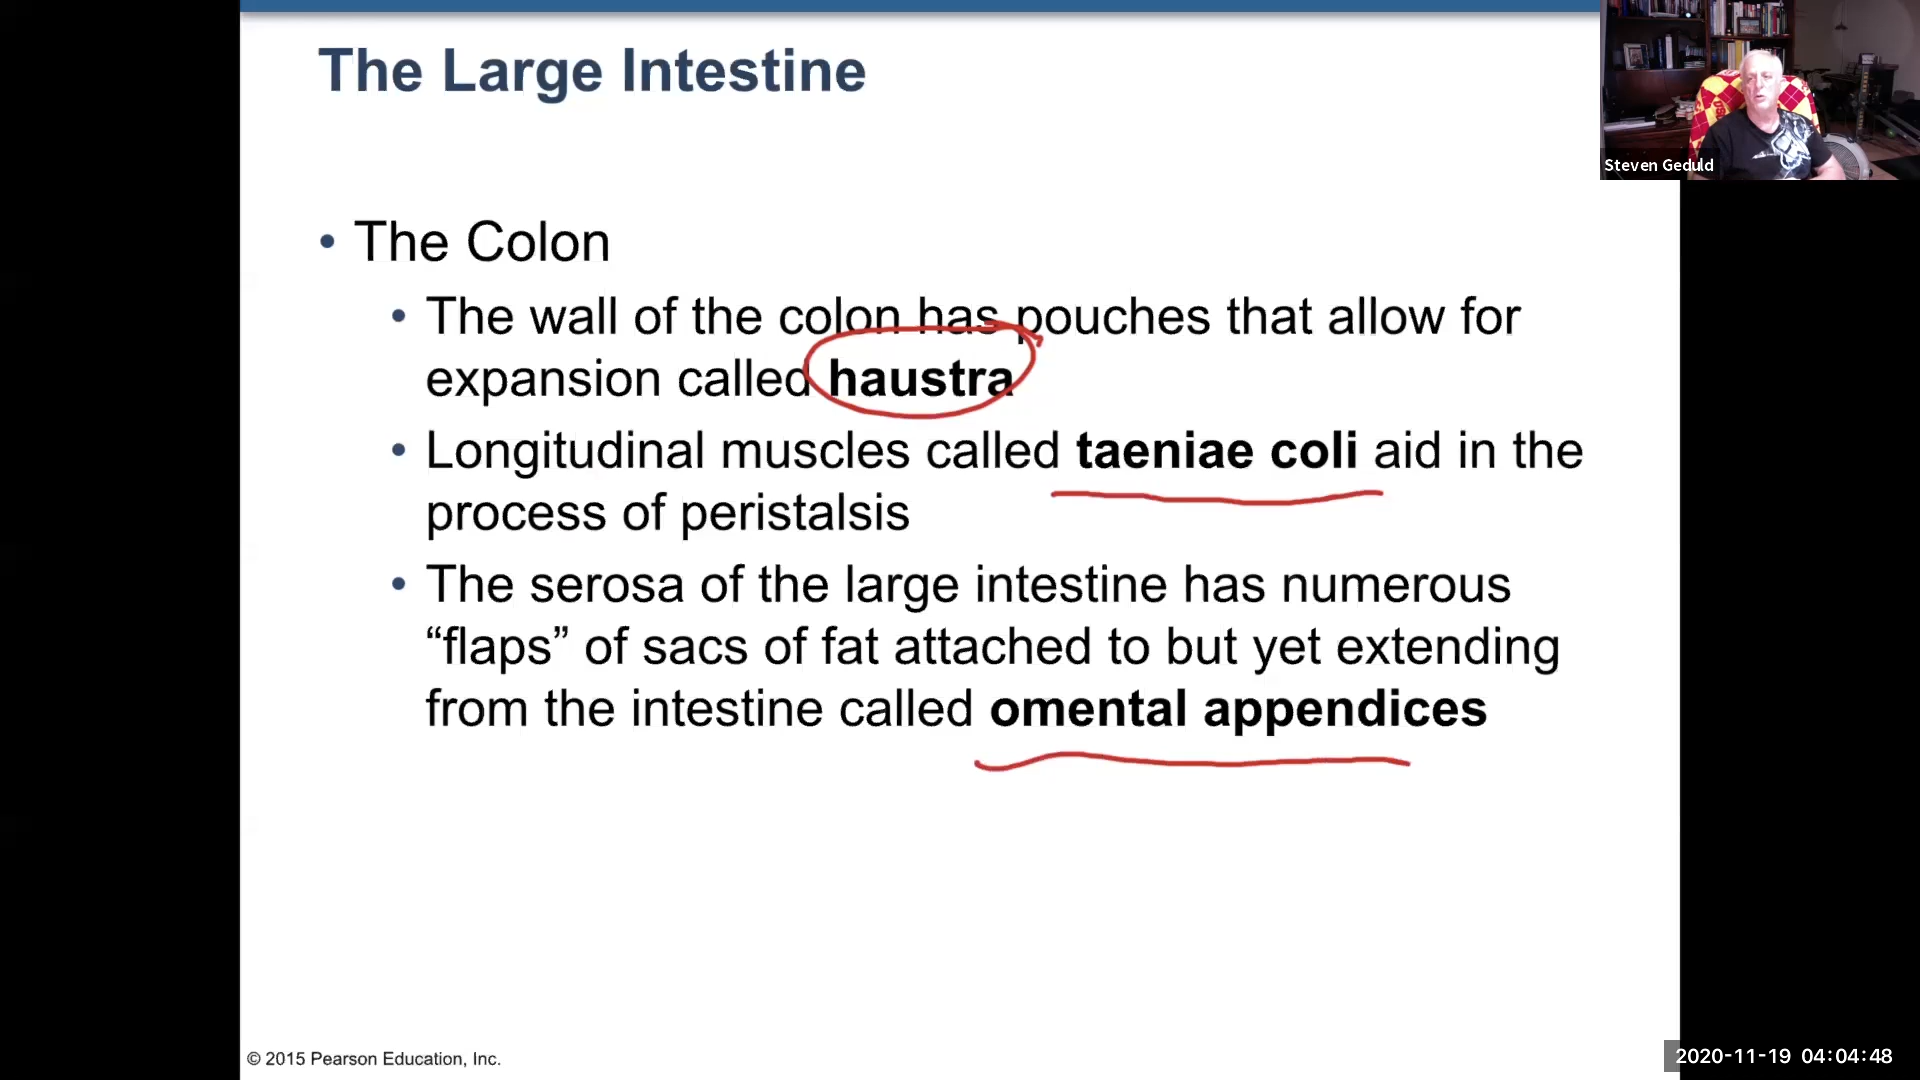 The Large Intestine
Steven Geduld
• The Colon
• The wall of the colon has pouches that allow for
expansion called haustra
• Longitudinal muscles called taeniae coli aid in the
process of peristalsis
• The serosa of the large intestine has numerous
“flaps” of sacs of fat attached to but yet extending
from the intestine called omental appendices
© 2015 Pearson Education, Inc.
2020-11-19 04:04:48